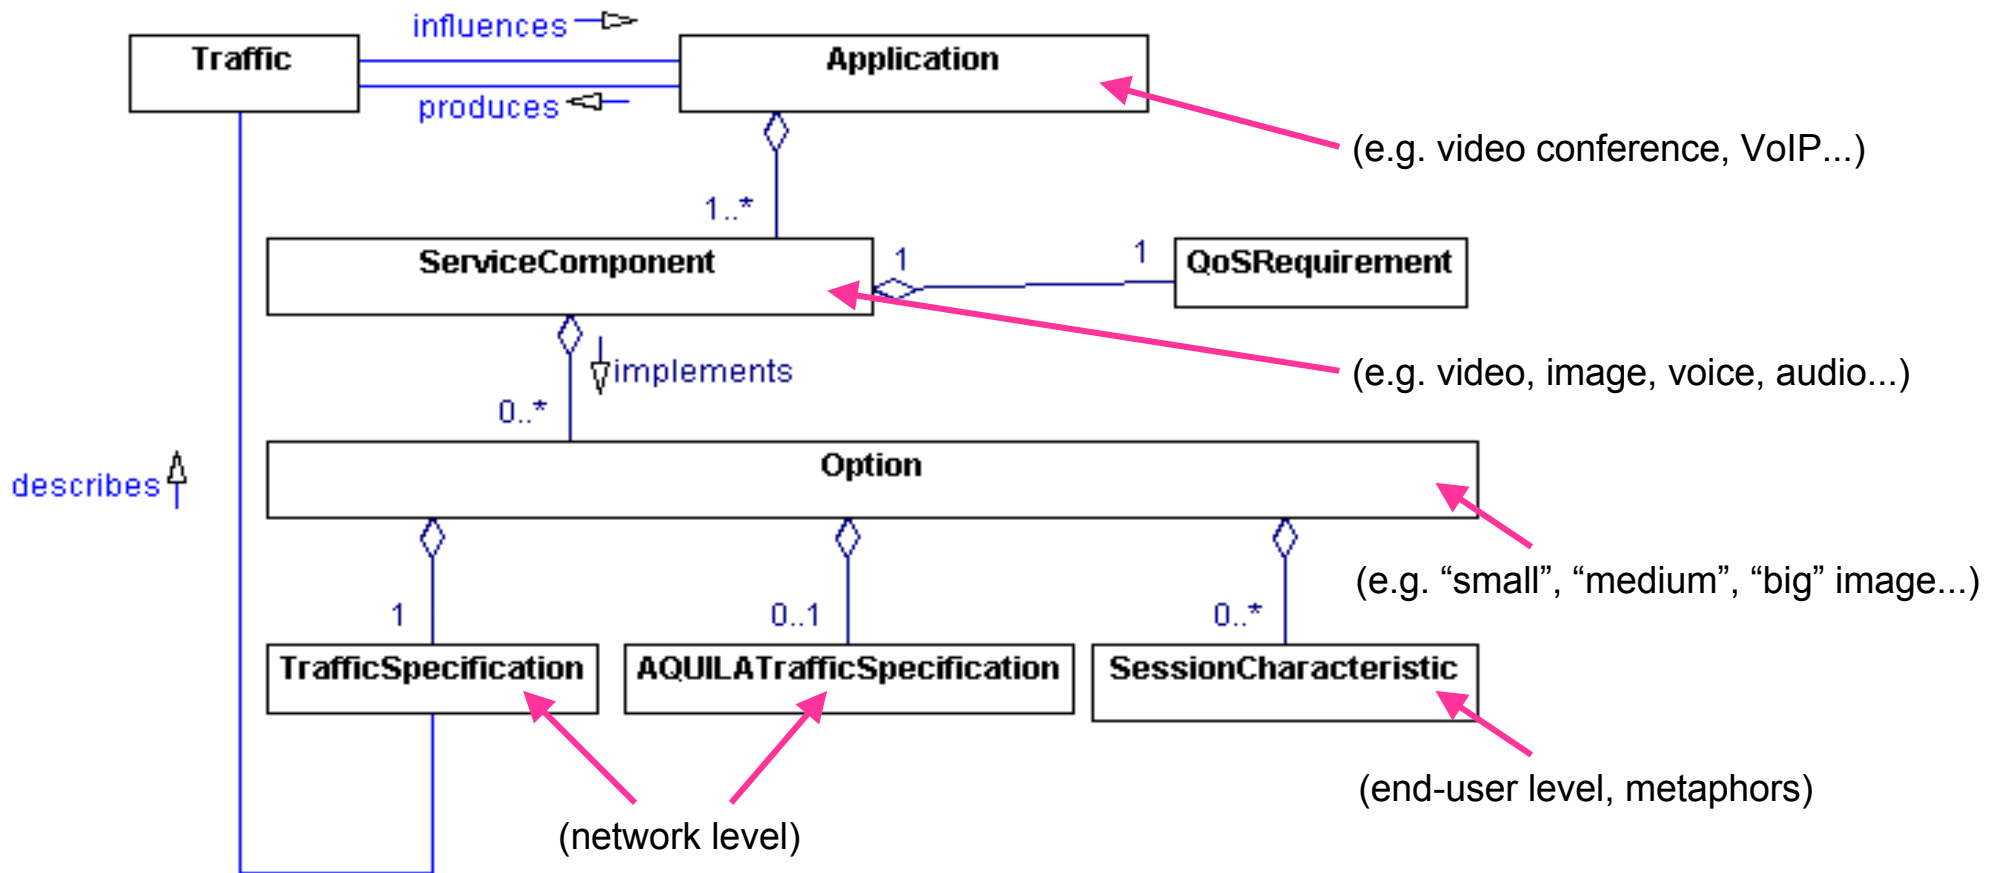 influences
Traffic
Application
produces
(e.g. video conference, VoIP...)
1..*
ServiceComponent
1
1
QoSRequirement
implements
(e.g. video, image, voice, audio...)
0..*
Option
describes
(e.g. “small”, “medium”, “big” image...)
1
0..1
0..*
TrafficSpecification
AQUILATrafficSpecification
SessionCharacteristic
(end-user level, metaphors)
(network level)